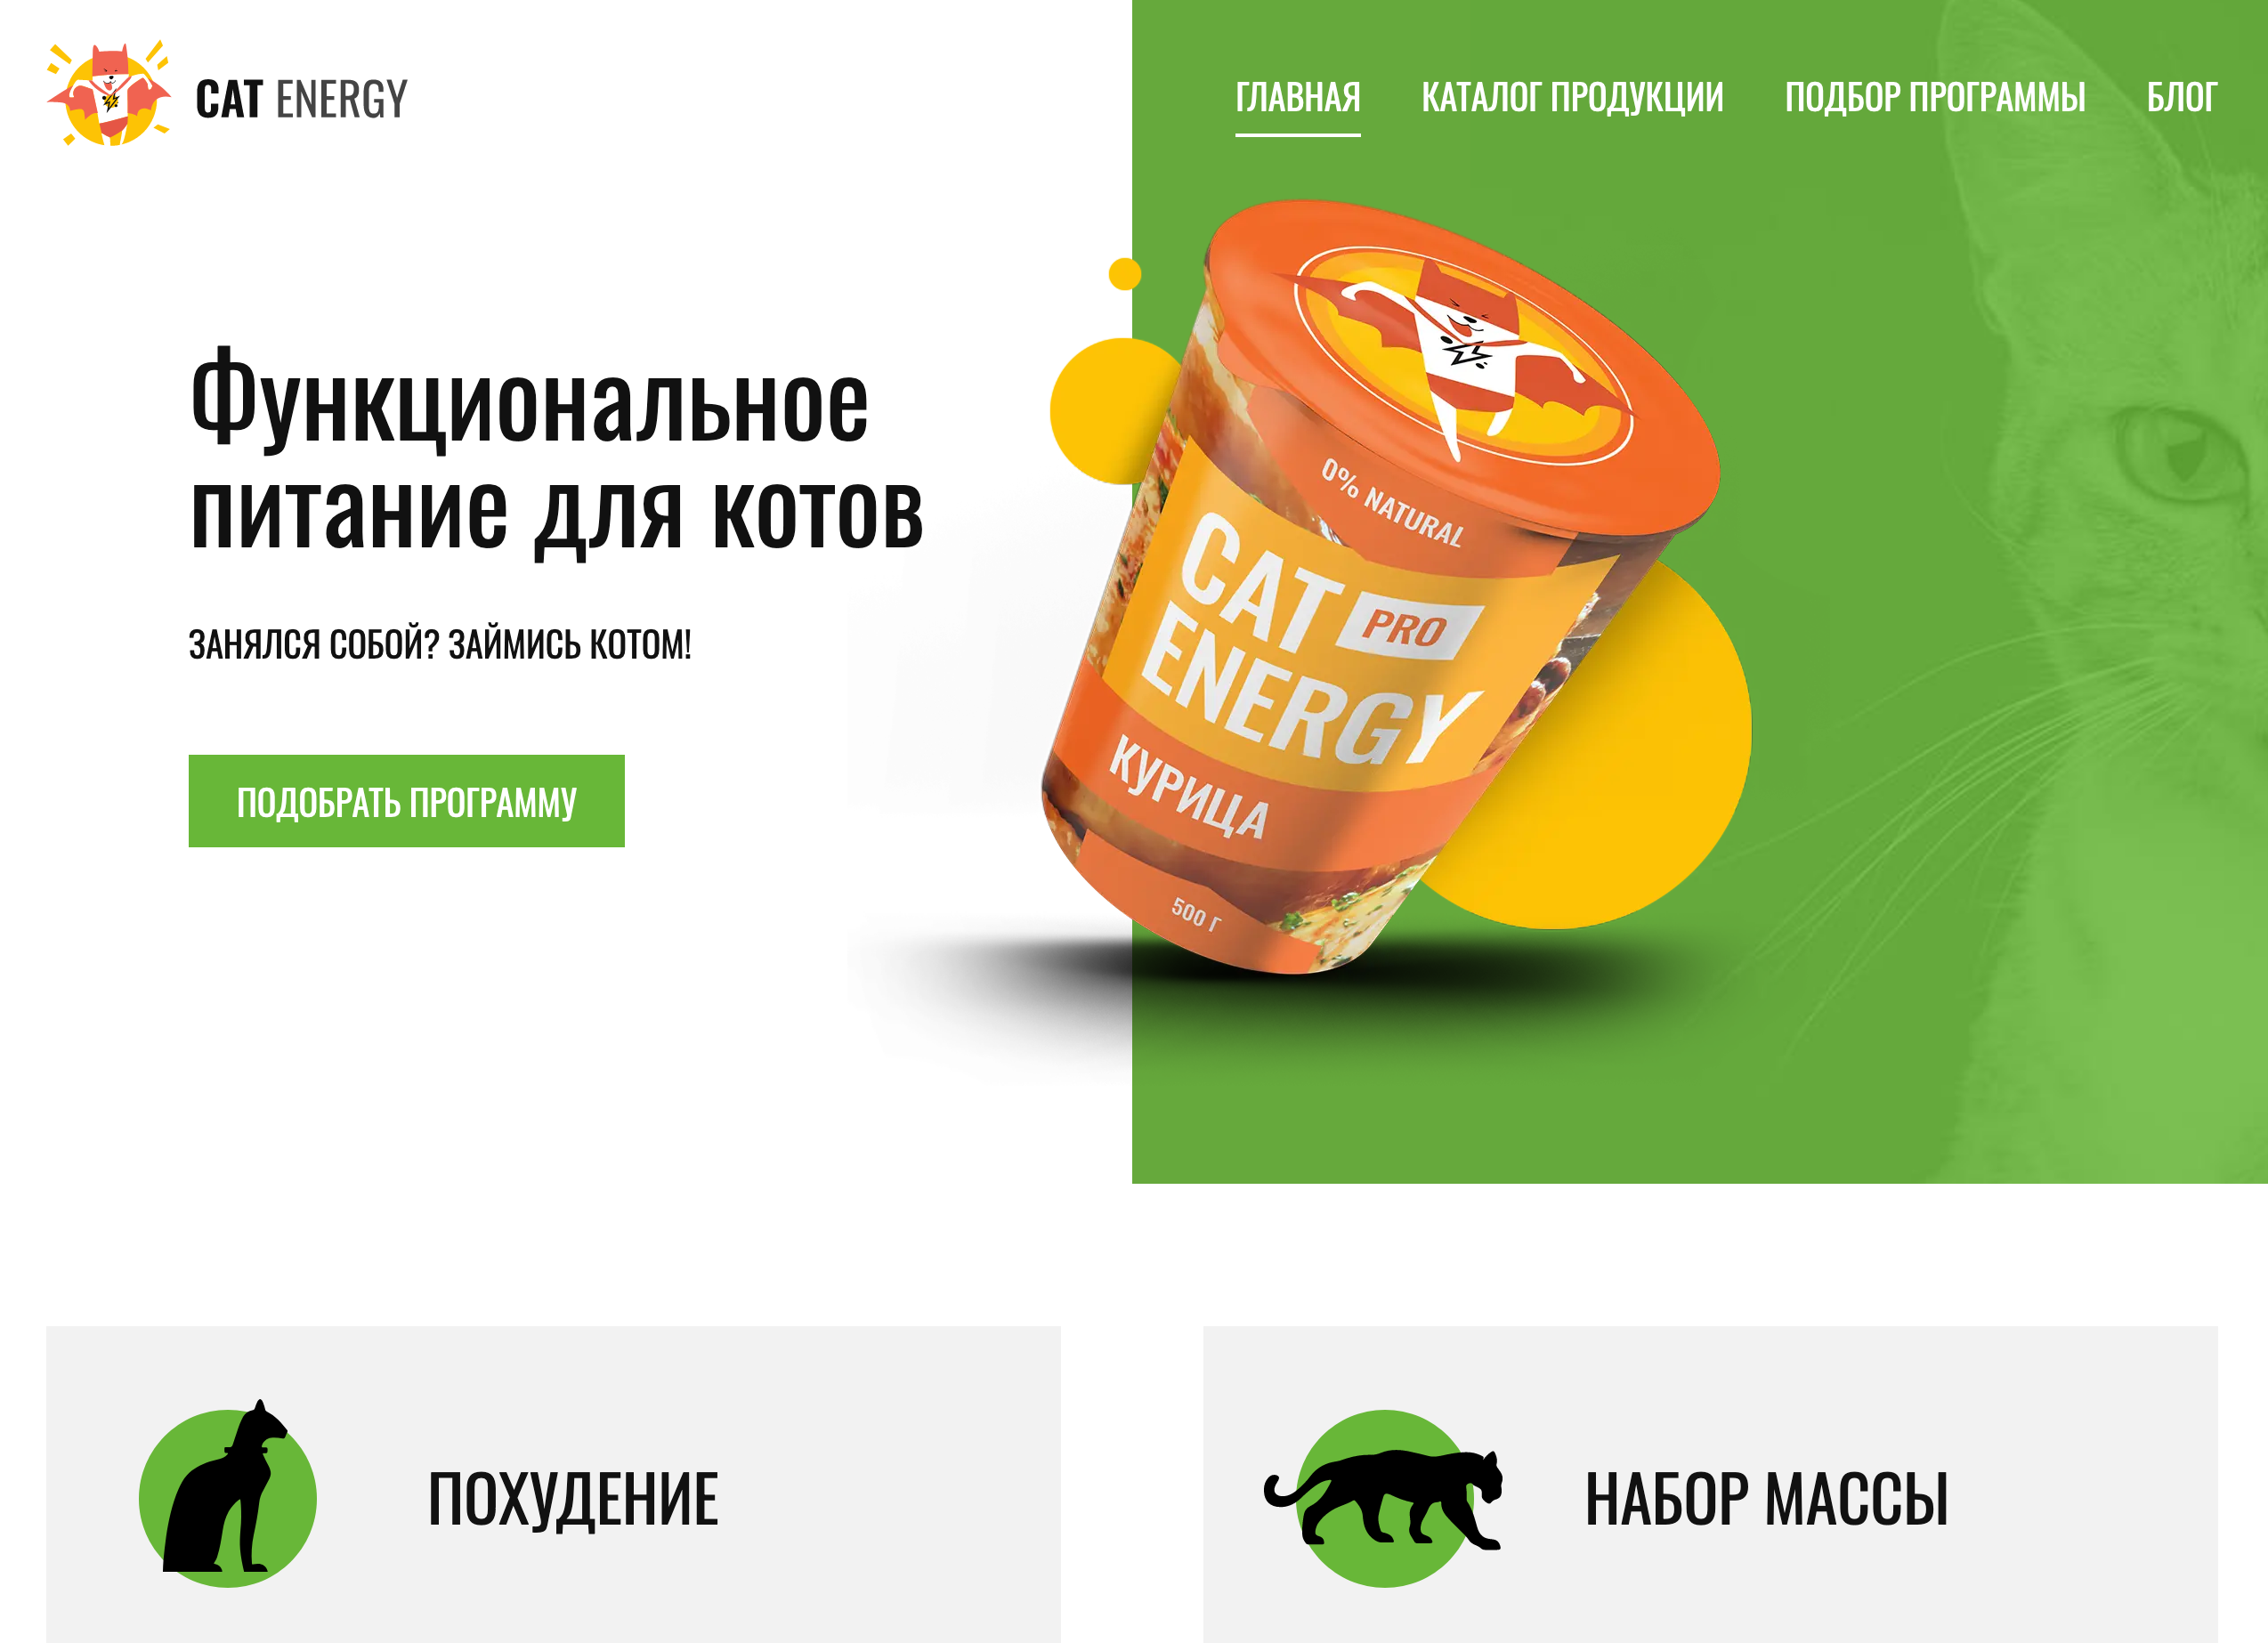 CAT ENERGY
ГЛАВНАЯ
КАТАЛОГ ПРОДУКЦИИ
ПОДБОР ПРОГРАММЫ
БЛОГ
Функциональное
питание для котов
ЗАНЯЛСЯ СОБОЙ? ЗАЙМИСЬ КОТОМ!
ПОДОБРАТЬ ПРОГРАММУ
0% NATURAL
CAT PRO
ENERGY
КУРИЦА
500 Г
ПОХУДЕНИЕ
НАБОР МАССЫ